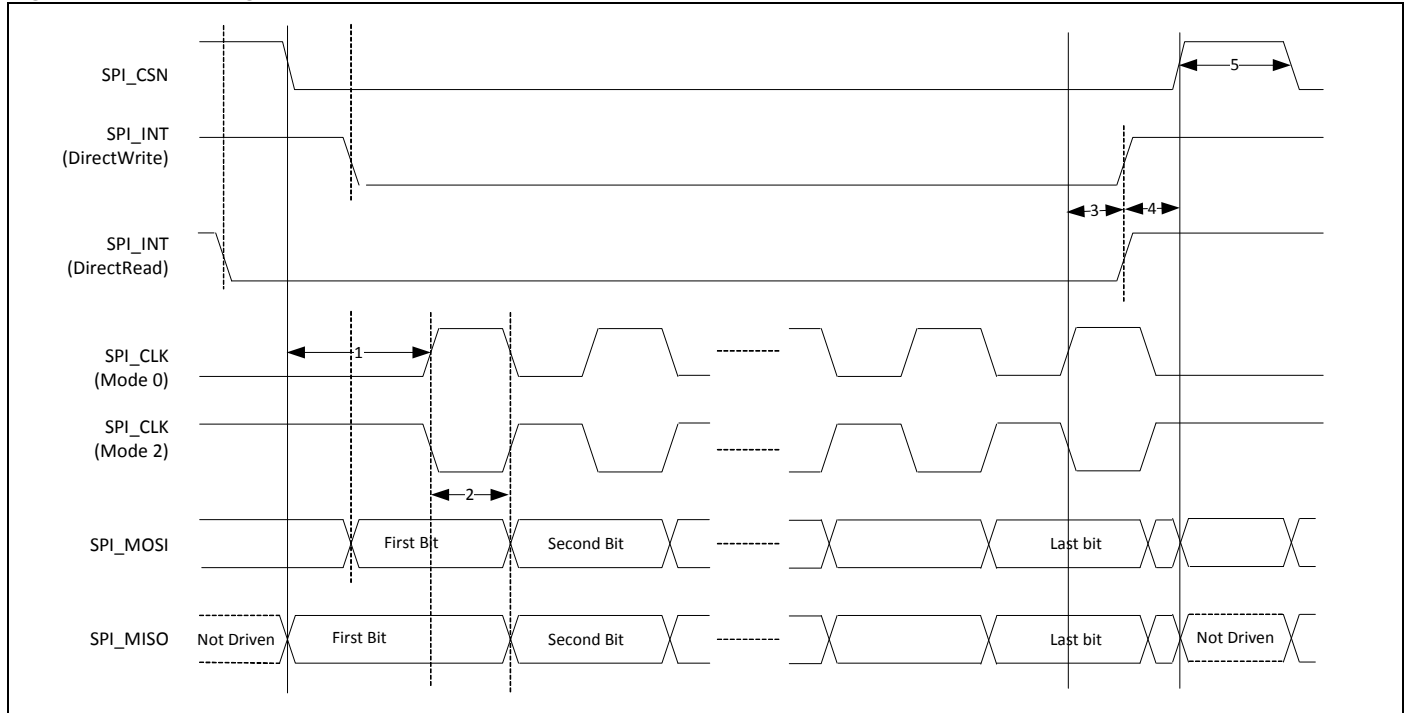 SPI_CSN
5
SPI_INT
(DirectWrite)
3
4
SPI_INT
(DirectRead)
SPI_CLK
(Mode 0)
1
SPI_CLK
(Mode 2)
2
SPI_MOSI
First Bit
Second Bit
Last bit
SPI_MISO
Not Driven
First Bit
Second Bit
Last bit
Not Driven